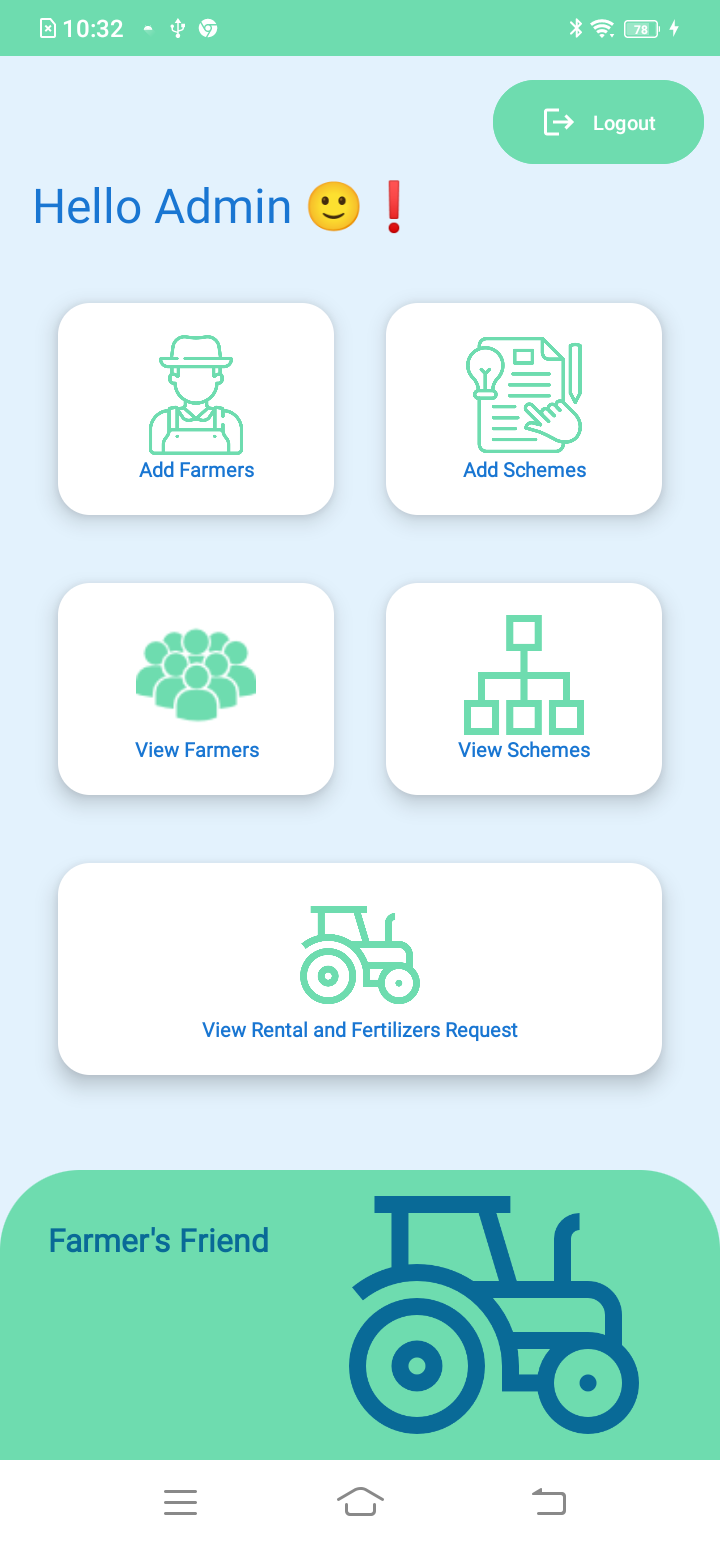 10:32
78
Logout
Hello Admin 🙂❗
Add Farmers
Add Schemes
View Farmers
View Schemes
View Rental and Fertilizers Request
Farmer's Friend